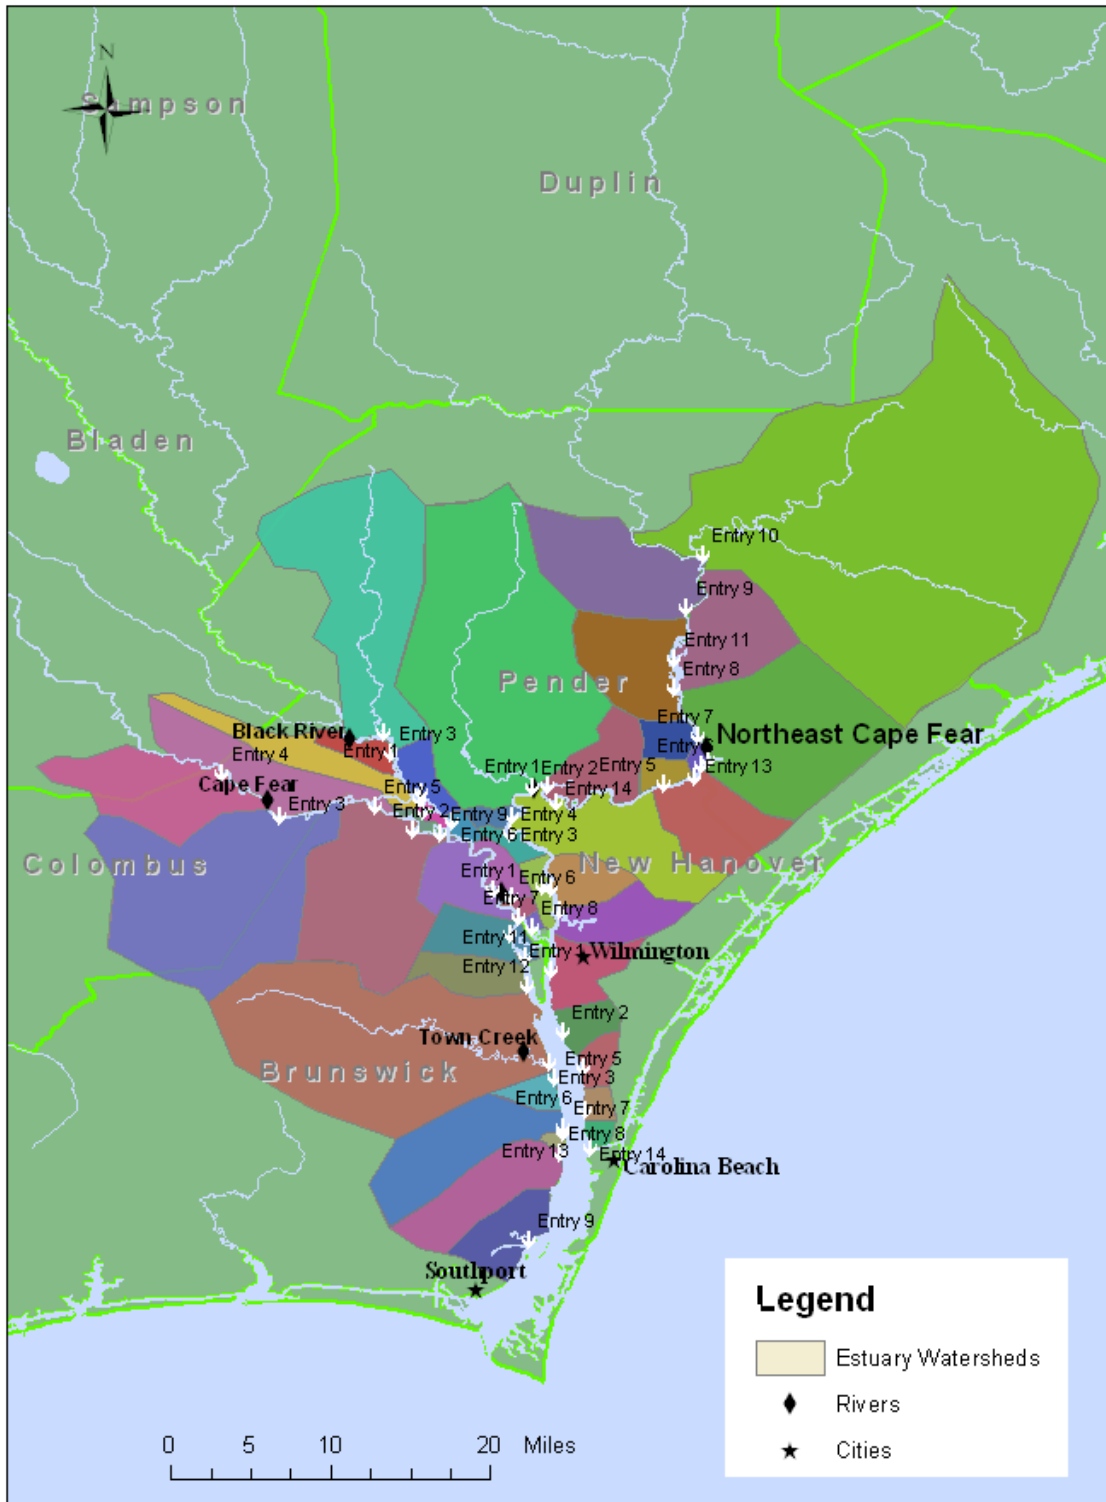 N
Sampson
Duplin
Bladen
Entry 10
Entry 9
Entry 11
Entry 8
Pender
Entry 7
Black River
Entry 3
Northeast Cape Fear
Entry 4
Entry 1
Entry 6
Entry 2
Entry 5
Entry 13
Cape Fear
Entry 5
Entry 1
Entry 14
Entry 3
Entry 2
Entry 9
Entry 4
Entry 6
Entry 3
Colombus
New Hanover
Entry 1
Entry 6
Entry 7
Entry 8
Entry 11
Entry 1
Wilmington
Entry 12
Entry 2
Town Creek
Entry 5
Brunswick
Entry 3
Entry 6
Entry 7
Entry 8
Entry 13
Entry 14
Carolina Beach
Entry 9
Southport
Legend
Estuary Watersheds
Rivers
Cities
0 5 10 20 Miles